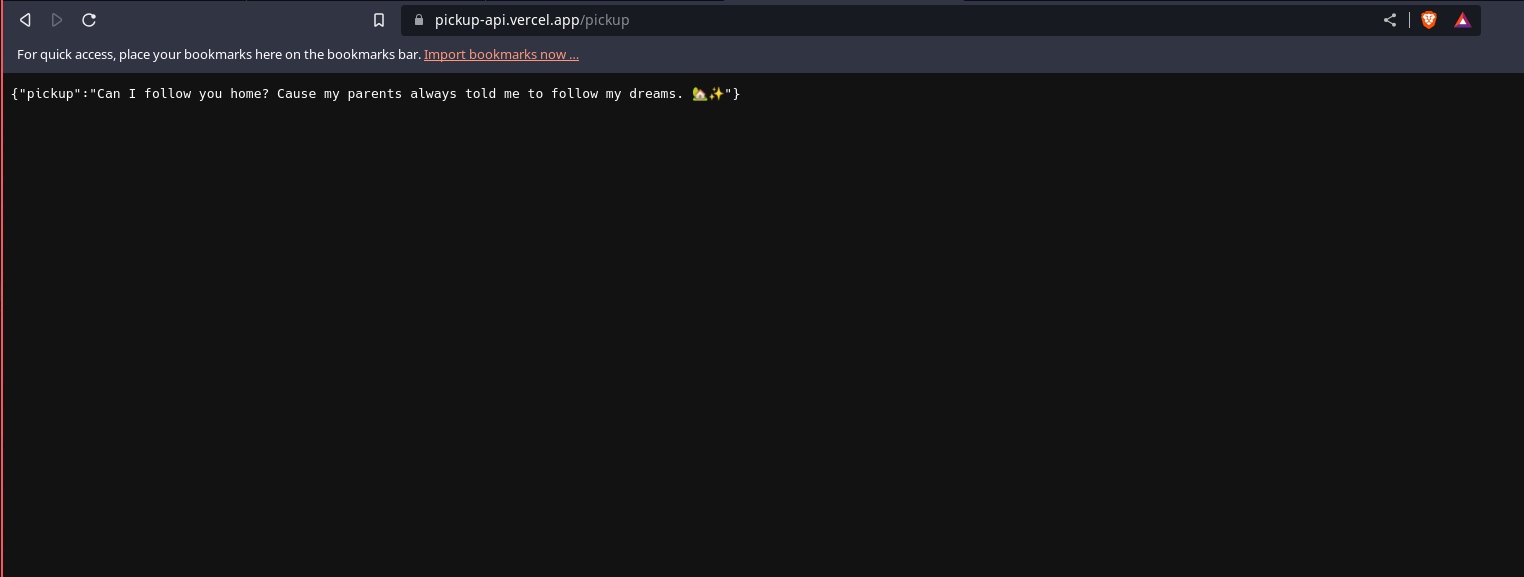 pickup-api.vercel.app/pickup
For quick access, place your bookmarks here on the bookmarks bar. Import bookmarks now ...
{"pickup":"Can I follow you home? Cause my parents always told me to follow my dreams. 🏡✨"}